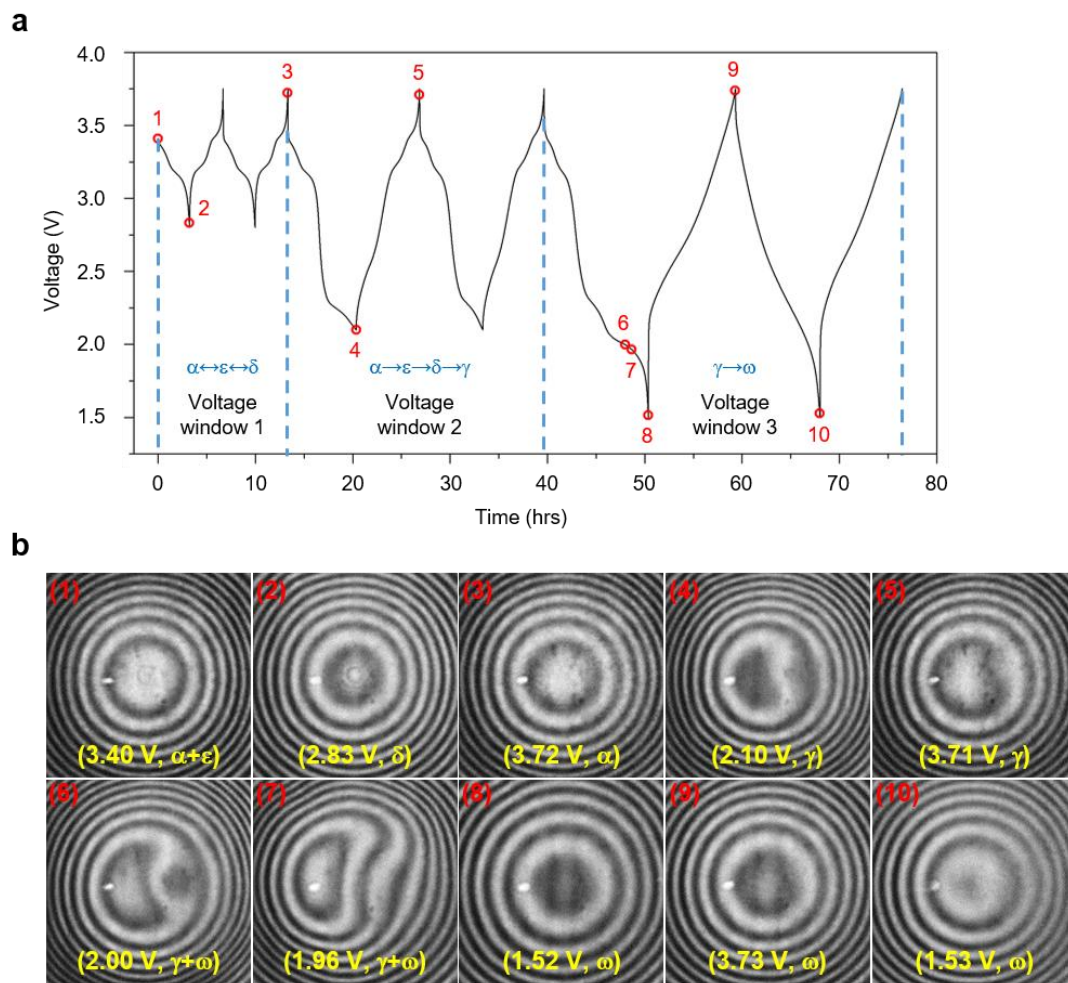 a
4.0
3.5
3.0
2.5
2.0
1.5
Voltage (V)
1
2
3
4
5
6
7
8
9
10
α↔ε↔δ
Voltage
window 1
α→ε→δ→γ
Voltage
window 2
γ→ω
Voltage
window 3
0
10
20
30
40
50
60
70
80
Time (hrs)
b
(1)
(3.40 V, α+ε)
(2)
(2.83 V, δ)
(3)
(3.72 V, α)
(4)
(2.10 V, γ)
(5)
(3.71 V, γ)
(6)
(2.00 V, γ+ω)
(7)
(1.96 V, γ+ω)
(8)
(1.52 V, ω)
(9)
(3.73 V, ω)
(10)
(1.53 V, ω)